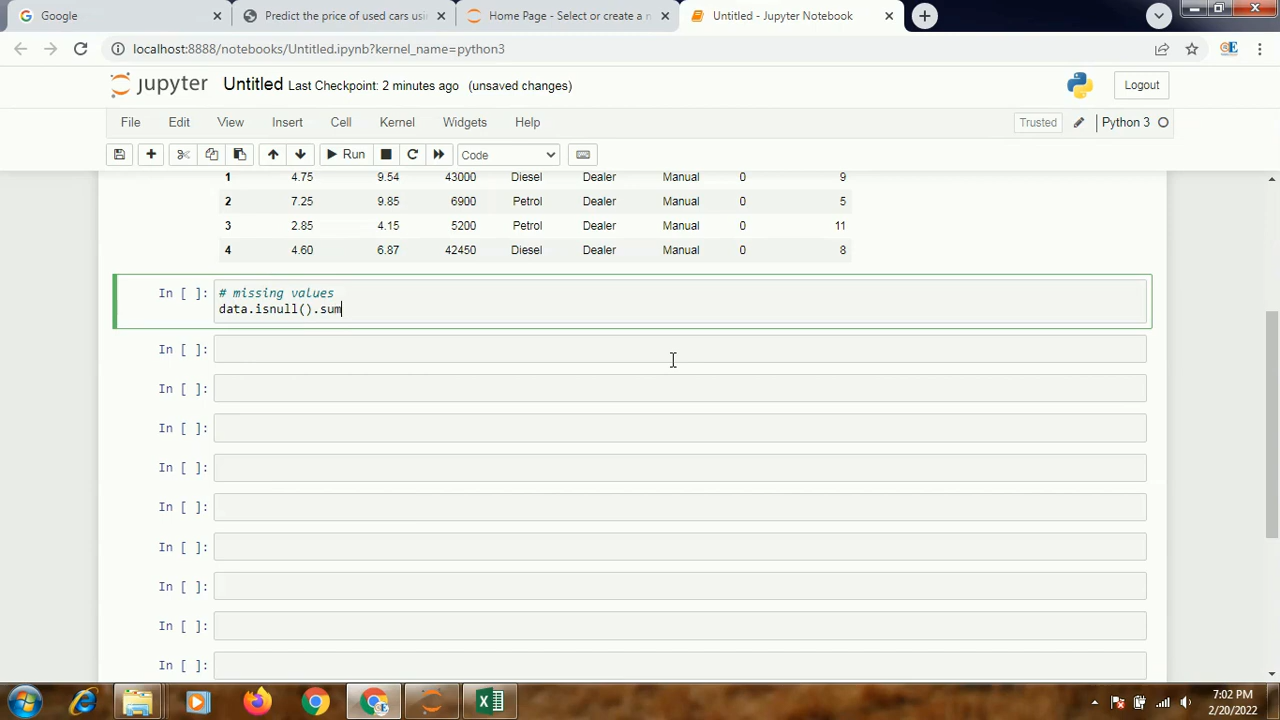 Google
Predict the price of used cars usin
Home Page - Select or create a n
Untitled - Jupyter Notebook
localhost:8888/notebooks/Untitled.ipynb?kernel_name=python3
jupyter Untitled Last Checkpoint: 2 minutes ago (unsaved changes)
Logout
File Edit View Insert Cell Kernel Widgets Help
Trusted Python 3
Run Code
1 4.75 9.54 43000 Diesel Dealer Manual 0 9
2 7.25 9.85 6900 Petrol Dealer Manual 0 5
3 2.85 4.15 5200 Petrol Dealer Manual 0 11
4 4.60 6.87 42450 Diesel Dealer Manual 0 8
In [ ]: # missing values
data.isnull().sum
In [ ]:
In [ ]:
In [ ]:
In [ ]:
In [ ]:
In [ ]:
In [ ]:
In [ ]:
In [ ]:
7:02 PM
2/20/2022